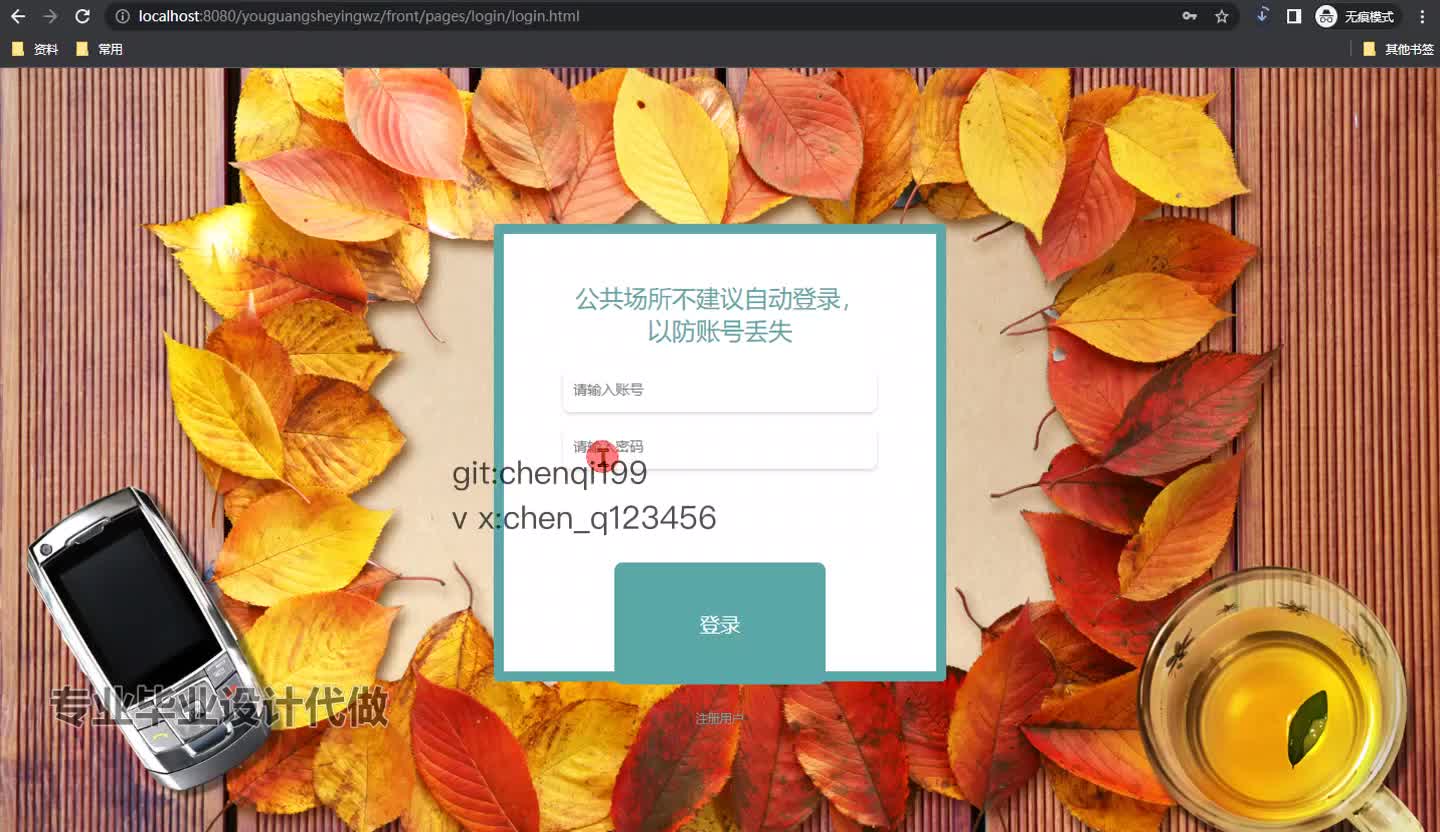 localhost:8080/youguangsheyingwz/front/pages/login/login.html
无痕模式
资料
常用
其他书签
公共场所不建议自动登录，
以防账号丢失
请输入账号
请输入密码
git:chenqi199
v x:chen_q123456
登录
专业毕业设计代做
注册用户